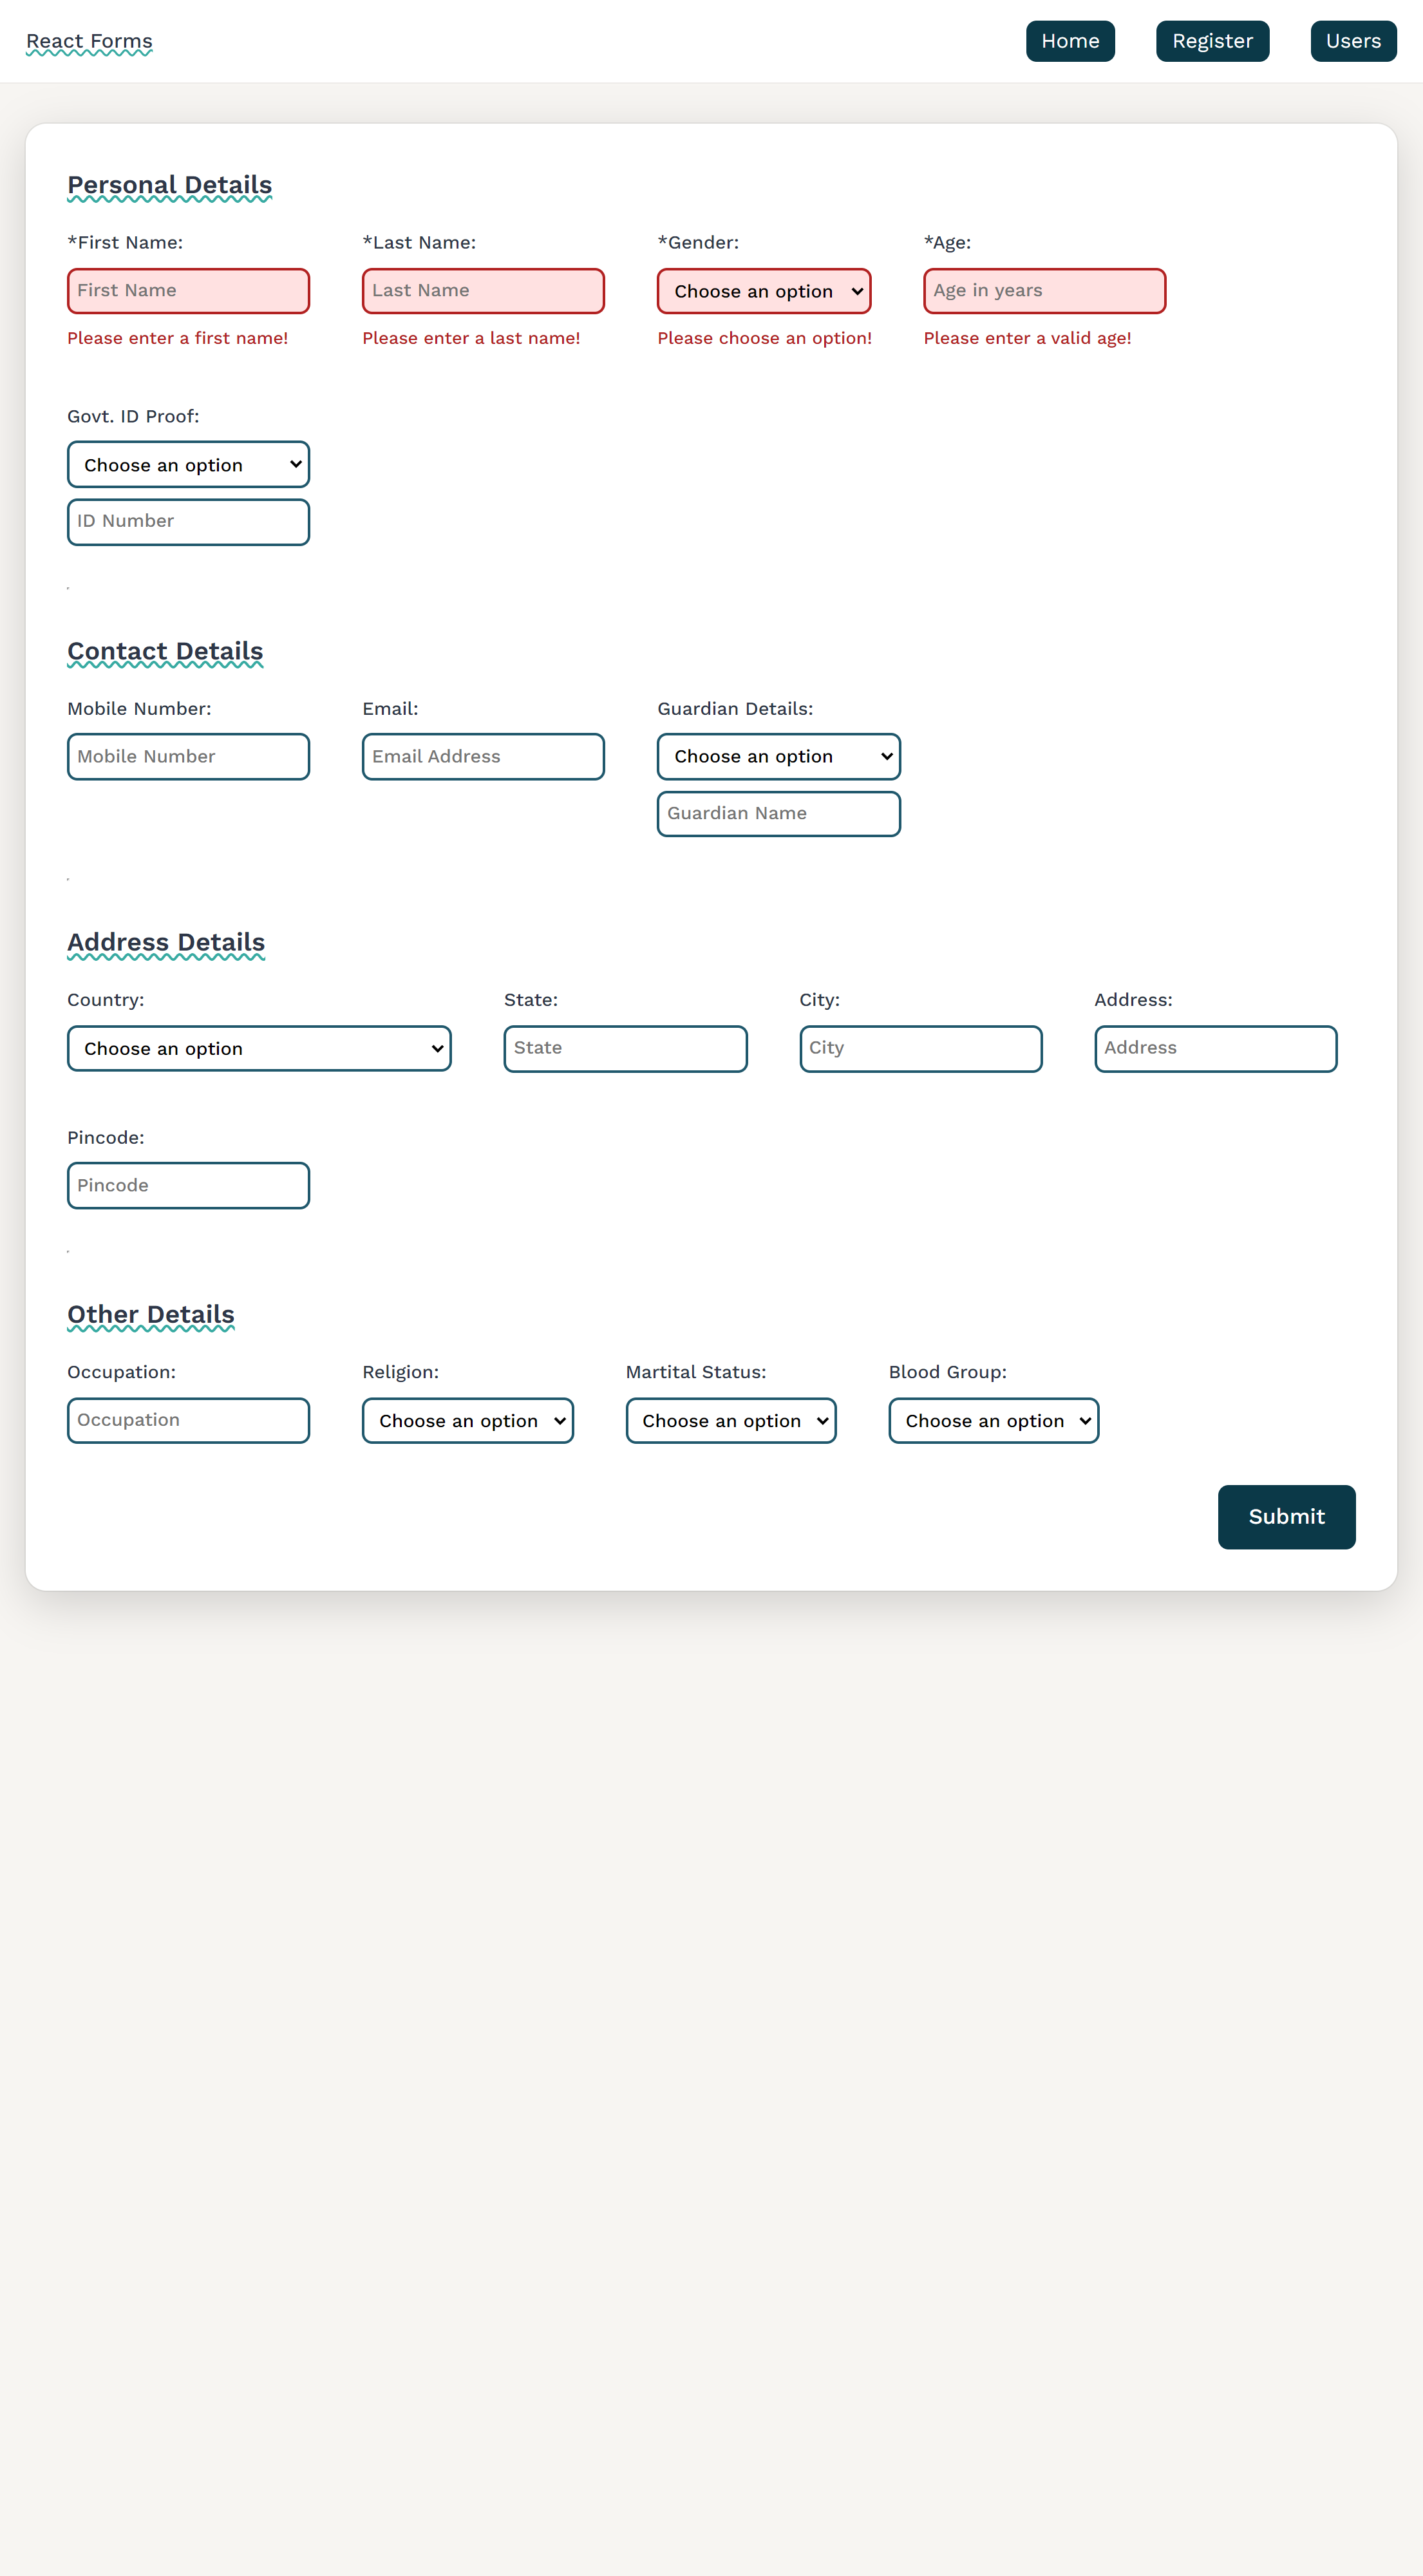 React Forms
Home
Register
Users
Personal Details
*First Name:
*Last Name:
*Gender:
*Age:
First Name
Last Name
Choose an option
Age in years
Please enter a first name!
Please enter a last name!
Please choose an option!
Please enter a valid age!
Govt. ID Proof:
Choose an option
ID Number
Contact Details
Mobile Number:
Email:
Guardian Details:
Mobile Number
Email Address
Choose an option
Guardian Name
Address Details
Country:
State:
City:
Address:
Choose an option
State
City
Address
Pincode:
Pincode
Other Details
Occupation:
Religion:
Martital Status:
Blood Group:
Occupation
Choose an option
Choose an option
Choose an option
Submit